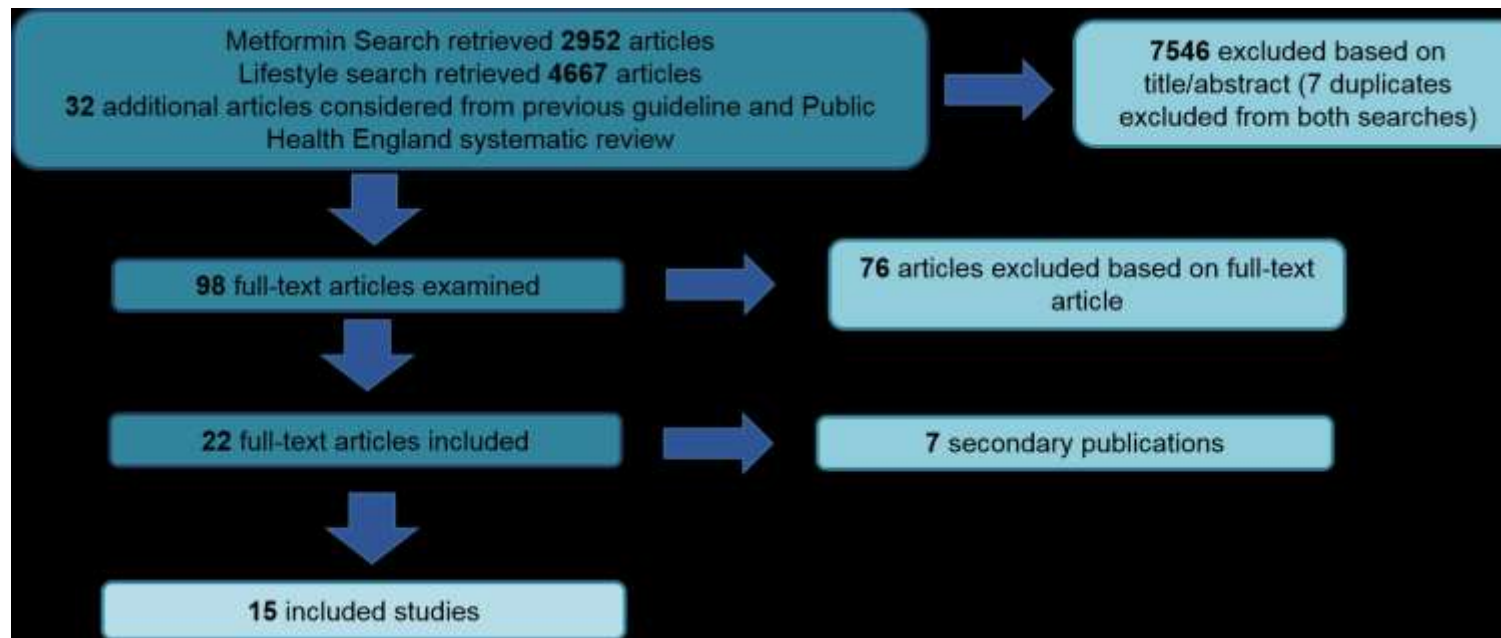 Metformin Search retrieved 2952 articles
Lifestyle search retrieved 4667 articles
32 additional articles considered from previous guideline and Public
Health England systematic review
7546 excluded based on
title/abstract (7 duplicates
excluded from both searches)
98 full-text articles examined
76 articles excluded based on full-text
article
22 full-text articles included
7 secondary publications
15 included studies